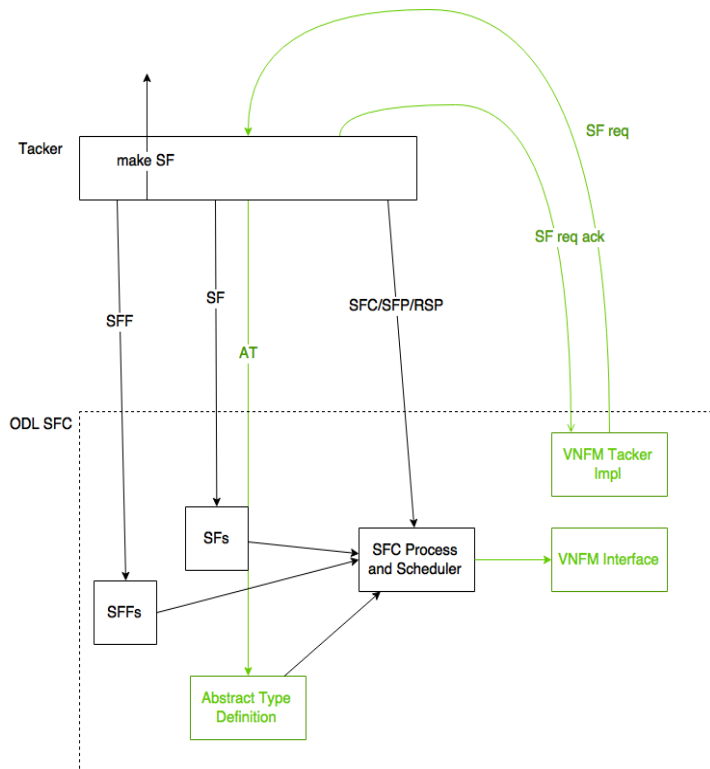 SF req
Tacker
make SF
SF req ack
SF
SFC/SFP/RSP
SFF
AT
ODL SFC
VNFM Tacker
Impl
SFs
SFC Process
and Scheduler
VNFM Interface
SFFs
Abstract Type
Definition